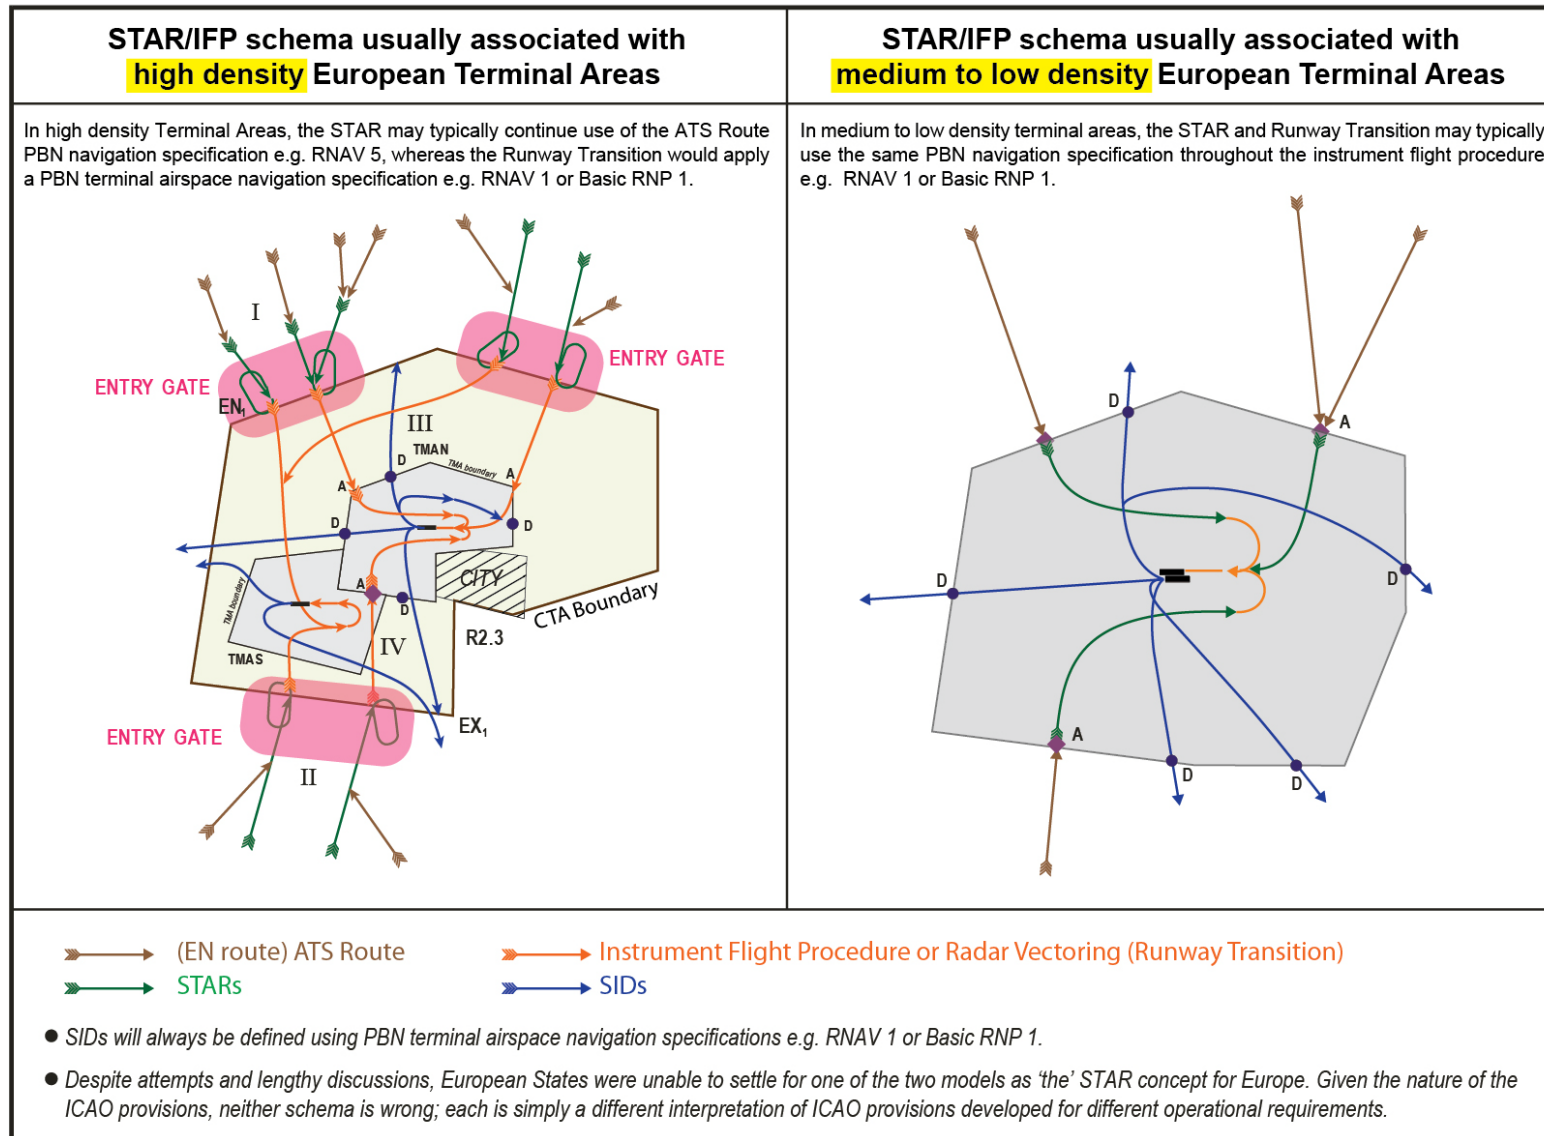 STAR/IFP schema usually associated with
high density European Terminal Areas
STAR/IFP schema usually associated with
medium to low density European Terminal Areas
In high density Terminal Areas, the STAR may typically continue use of the ATS Route
PBN navigation specification e.g. RNAV 5, whereas the Runway Transition would apply
a PBN terminal airspace navigation specification e.g. RNAV 1 or Basic RNP 1.
In medium to low density terminal areas, the STAR and Runway Transition may typically
use the same PBN navigation specification throughout the instrument flight procedure
e.g. RNAV 1 or Basic RNP 1.
I
ENTRY GATE
ENTRY GATE
EN1
III
TMAN
TMA boundary
D
A
A
D
D
CITY
TMA boundary
A
D
CTA Boundary
R2.3
IV
TMAS
EX1
ENTRY GATE
II
D
A
D
D
A
D
D
(EN route) ATS Route
Instrument Flight Procedure or Radar Vectoring (Runway Transition)
STARs
SIDs
● SIDs will always be defined using PBN terminal airspace navigation specifications e.g. RNAV 1 or Basic RNP 1.
● Despite attempts and lengthy discussions, European States were unable to settle for one of the two models as ‘the’ STAR concept for Europe. Given the nature of the
ICAO provisions, neither schema is wrong; each is simply a different interpretation of ICAO provisions developed for different operational requirements.